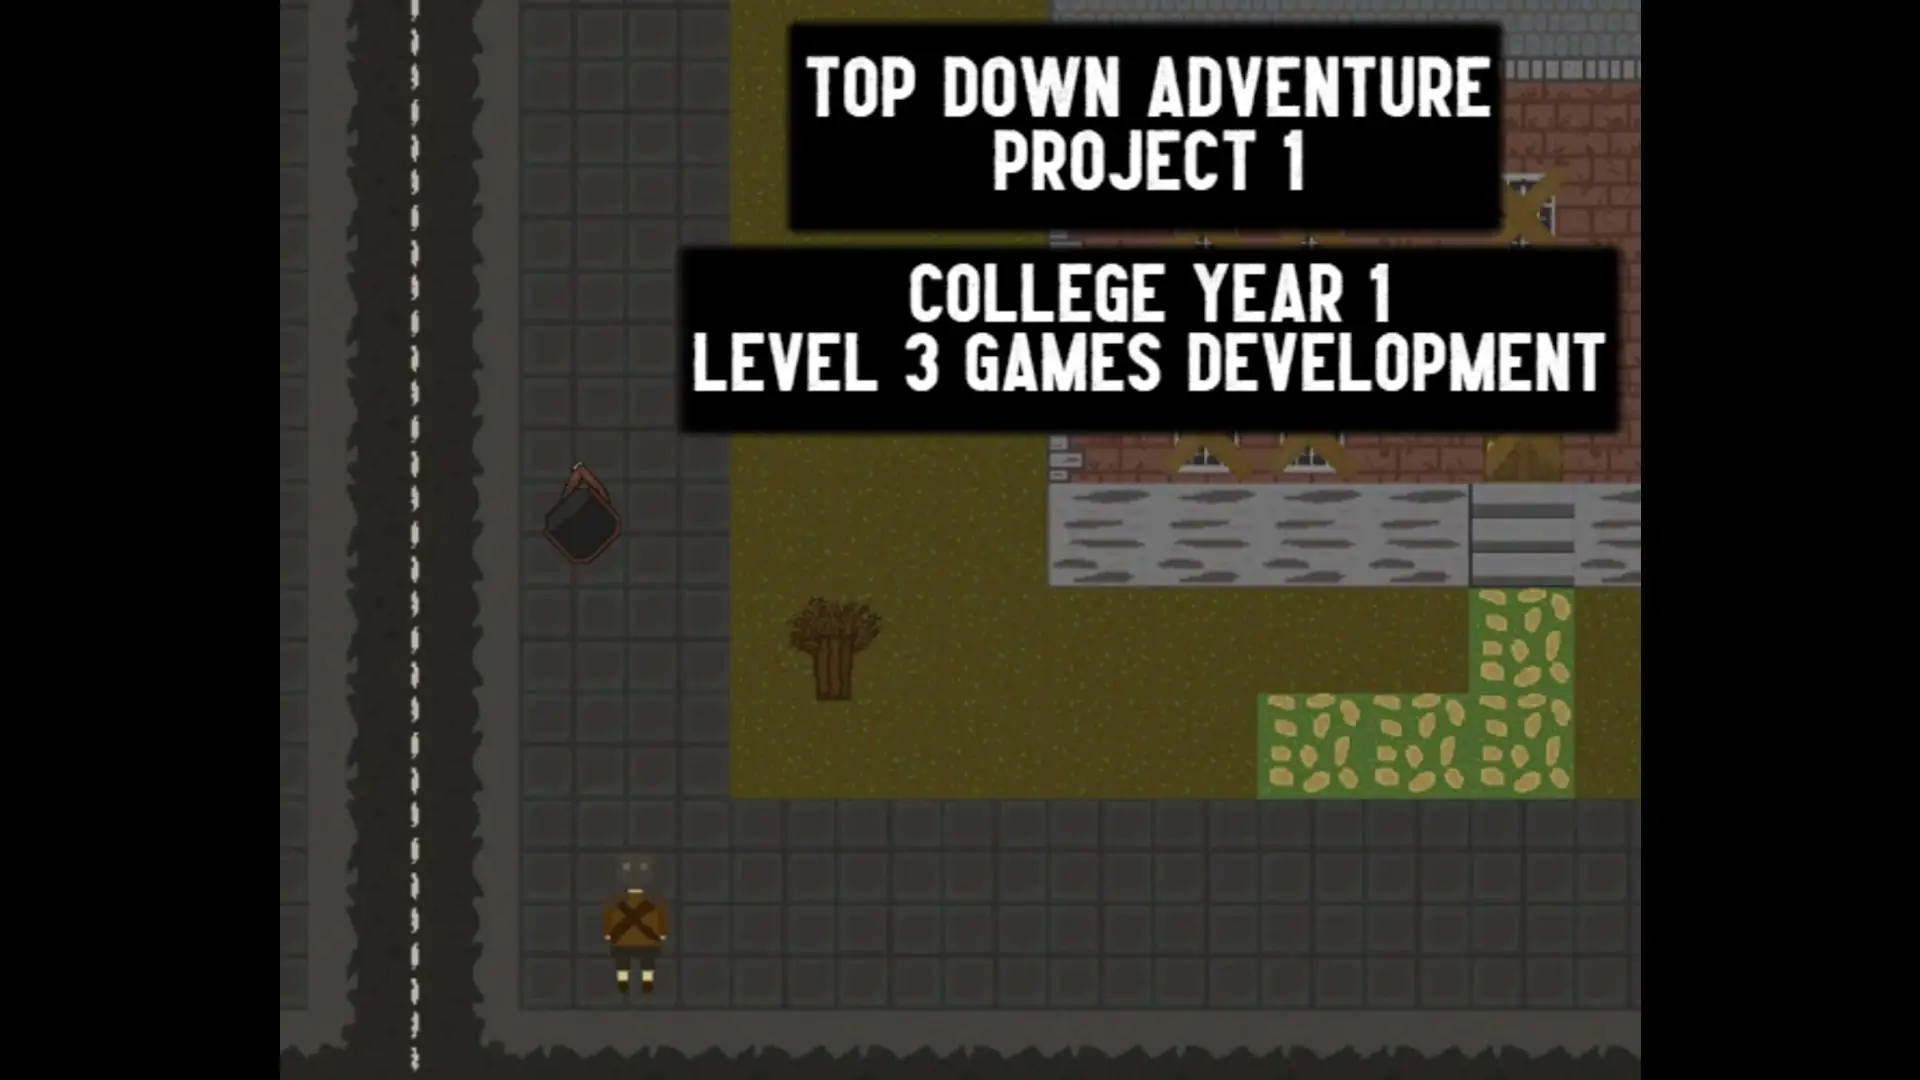 TOP DOWN ADVENTURE
PROJECT 1
COLLEGE YEAR 1
LEVEL 3 GAMES DEVELOPMENT